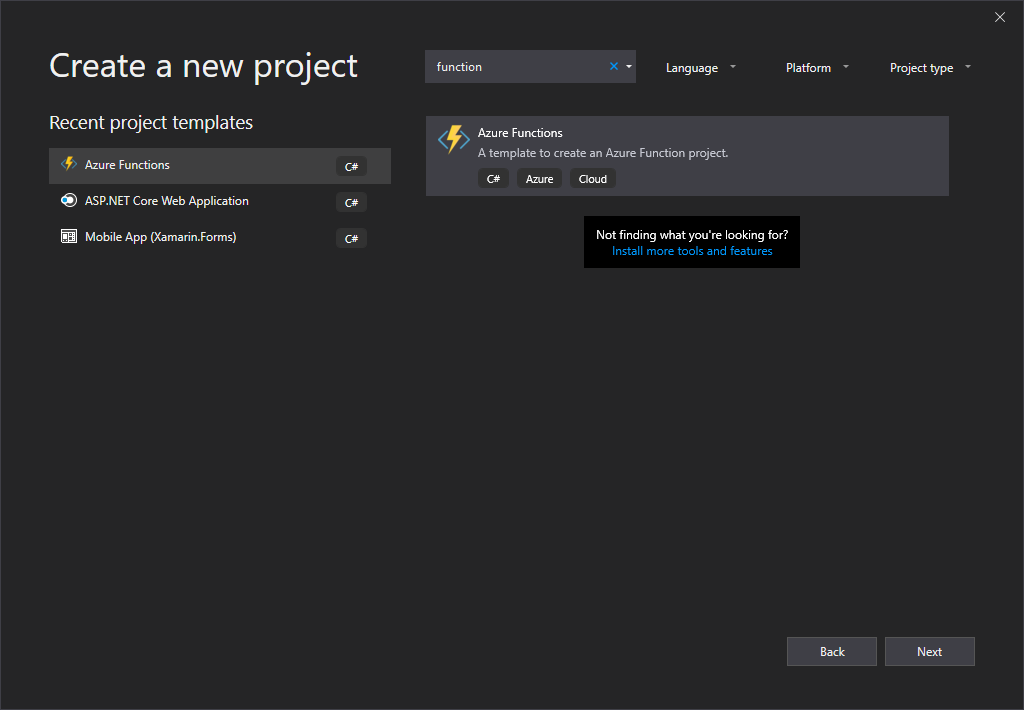 Create a new project
function
Language
Platform
Project type
Recent project templates
Azure Functions
C#
ASP.NET Core Web Application
C#
Mobile App (Xamarin.Forms)
C#
Azure Functions
A template to create an Azure Function project.
C# Azure Cloud
Not finding what you're looking for?
Install more tools and features
Back
Next